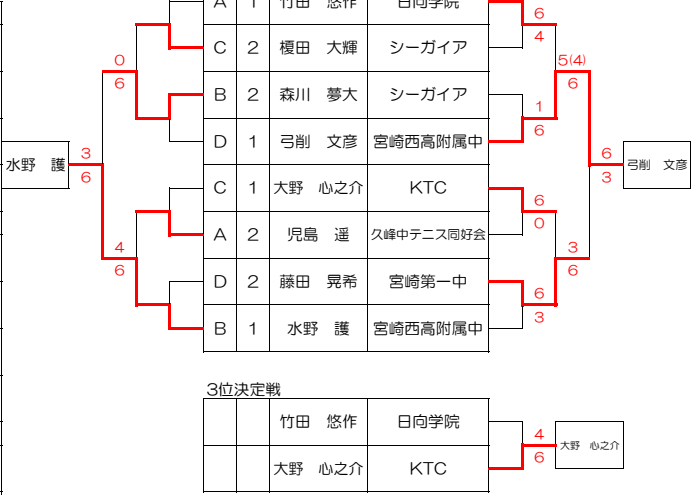 A 1 竹田 悠作 日向学院
6
4
C 2 榎田 大輝 シーガイア
0
6
5(4)
6
B 2 森川 夢大 シーガイア
1
6
D 1 弓削 文彦 宮崎西高附属中
水野 護
3
6
6
3
弓削 文彦
C 1 大野 心之介 KTC
6
0
A 2 児島 遥 久峰中テニス同好会
4
6
3
6
D 2 藤田 晃希 宮崎第一中
6
3
B 1 水野 護 宮崎西高附属中
3位決定戦
竹田 悠作 日向学院
4
6
大野 心之介
大野 心之介 KTC